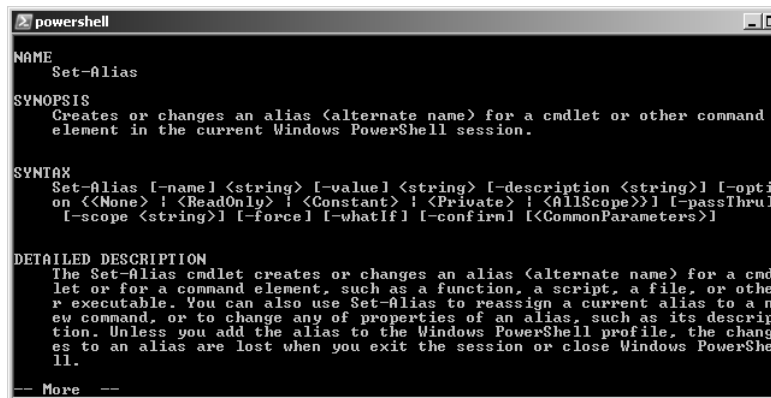 powershell
NAME
Set-Alias
SYNOPSIS
Creates or changes an alias (alternate name) for a cmdlet or other command
element in the current Windows PowerShell session.
SYNTAX
Set-Alias [-name] <string> [-value] <string> [-description <string>] [-opti
on {<None> ¦ <ReadOnly> ¦ <Constant> ¦ <Private> ¦ <AllScope>}] [-passThru]
[-scope <string>] [-force] [-whatIf] [-confirm] [<CommonParameters>]
DETAILED DESCRIPTION
The Set-Alias cmdlet creates or changes an alias (alternate name) for a cmd
let or for a command element, such as a function, a script, a file, or othe
r executable. You can also use Set-Alias to reassign a current alias to a n
ew command, or to change any of properties of an alias, such as its descrip
tion. Unless you add the alias to the Windows PowerShell profile, the chang
es to an alias are lost when you exit the session or close Windows PowerShe
ll.
-- More  --